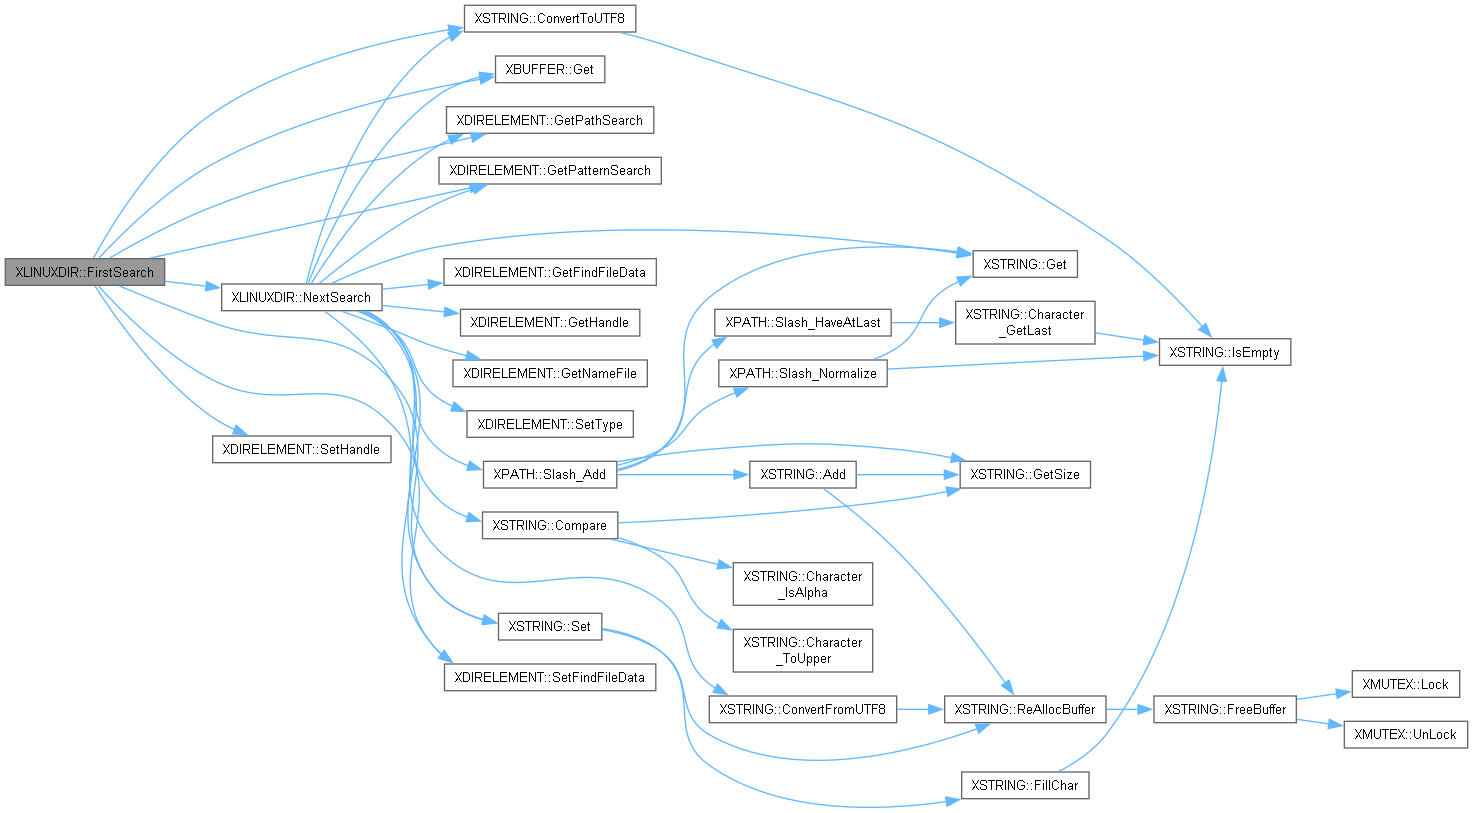 XSTRING::ConvertToUTF8
XBUFFER::Get
XDIRELEMENT::GetPathSearch
XDIRELEMENT::GetPatternSearch
XLINUXDIR::FirstSearch
XLINUXDIR::NextSearch
XDIRELEMENT::GetFindFileData
XSTRING::Get
XDIRELEMENT::GetHandle
XPATH::Slash_HaveAtLast
XSTRING::Character
_GetLast
XSTRING::IsEmpty
XDIRELEMENT::GetNameFile
XPATH::Slash_Normalize
XDIRELEMENT::SetType
XDIRELEMENT::SetHandle
XPATH::Slash_Add
XSTRING::Add
XSTRING::GetSize
XSTRING::Compare
XSTRING::Character
_IsAlpha
XSTRING::Set
XSTRING::Character
_ToUpper
XDIRELEMENT::SetFindFileData
XSTRING::ConvertFromUTF8
XSTRING::ReAllocBuffer
XSTRING::FreeBuffer
XMUTEX::Lock
XMUTEX::UnLock
XSTRING::FillChar